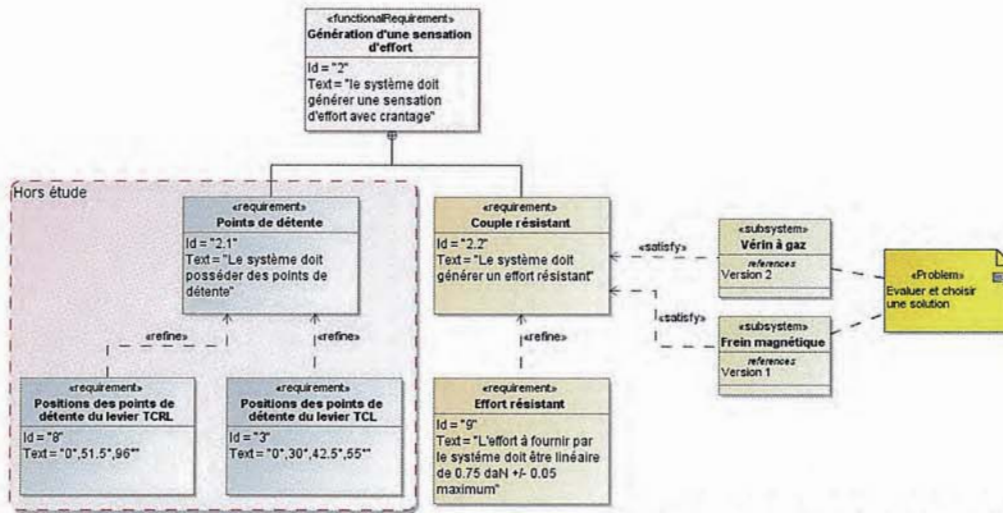 «functionalRequirement»
Génération d'une sensation
d'effort
Id = "2"
Text = "le système doit
générer une sensation
d'effort avec crantage"
Hors étude
«requirement»
Points de détente
Id = "2.1"
Text = "Le système doit
posséder des points de
détente"
«requirement»
Couple résistant
Id = "2.2"
Text = "Le système doit
générer un effort résistant"
«satisfy»
«subsystem»
Vérin à gaz
references
Version 2
«Problem»
Evaluer et choisir
une solution
«satisfy»
«subsystem»
Frein magnétique
references
Version 1
«refine»
«refine»
«refine»
«requirement»
Positions des points de
détente du levier TCRL
Id = "8"
Text = "0°,51.5°,96°"
«requirement»
Positions des points de
détente du levier TCL
Id = "3"
Text = "0°,30°,42.5°,55°"
«requirement»
Effort résistant
Id = "9"
Text = "L'effort à fournir par
le systéme doit être linéaire
de 0.75 daN +/- 0.05
maximum"